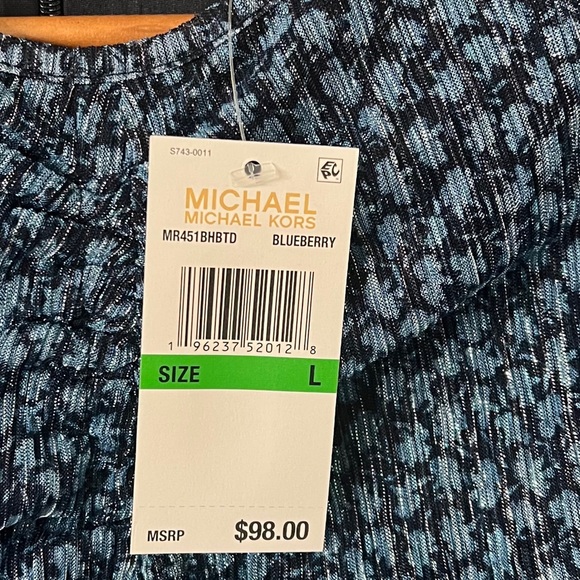 S743-0011
MICHAEL
MICHAEL KORS
MR451BHBTD BLUEBERRY
1 96237 52012 8
SIZE L
MSRP $98.00